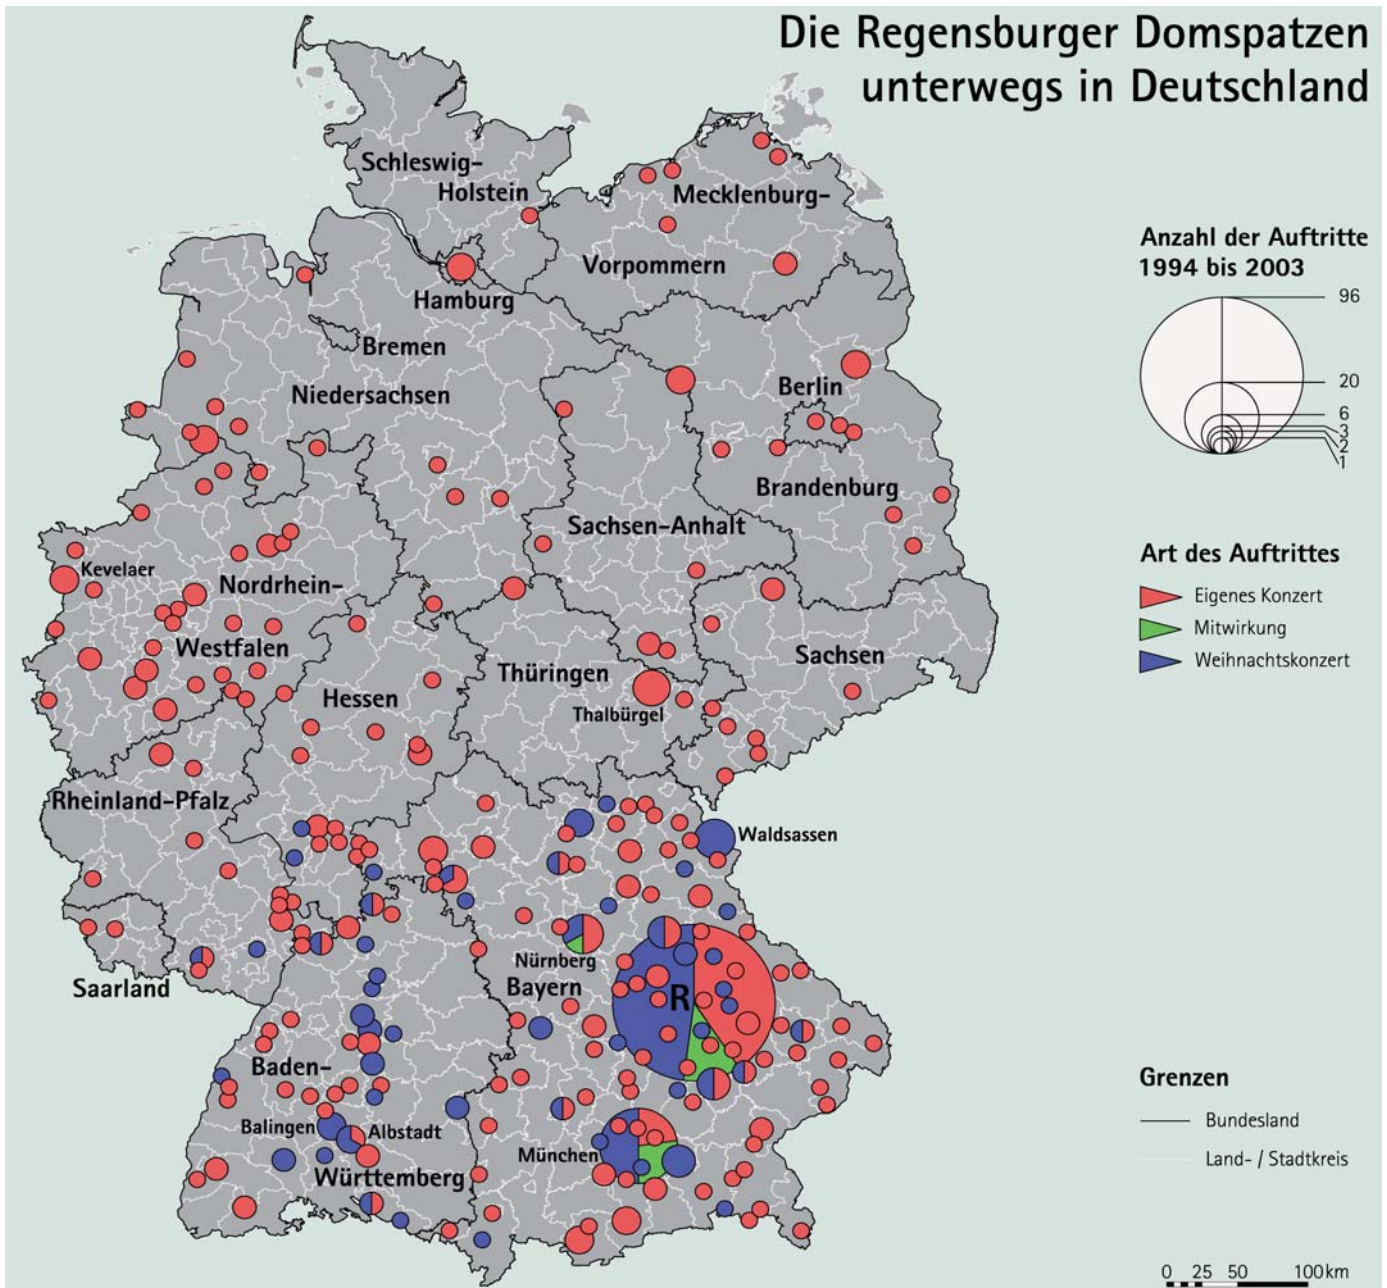 Die Regensburger Domspatzen
unterwegs in Deutschland
Schleswig-
Holstein
Mecklenburg-
Vorpommern
Hamburg
Bremen
Niedersachsen
Berlin
Brandenburg
Sachsen-Anhalt
Kevelaer
Nordrhein-
Westfalen
Sachsen
Thüringen
Hessen
Thalbürgel
Rheinland-Pfalz
Waldsassen
Nürnberg
Saarland
Bayern
R
Baden-
Balingen
Albstadt
München
Württemberg
Anzahl der Auftritte
1994 bis 2003
96
20
6
3
2
1
Art des Auftrittes
Eigenes Konzert
Mitwirkung
Weihnachtskonzert
Grenzen
Bundesland
Land- / Stadtkreis
0 25 50 100 km